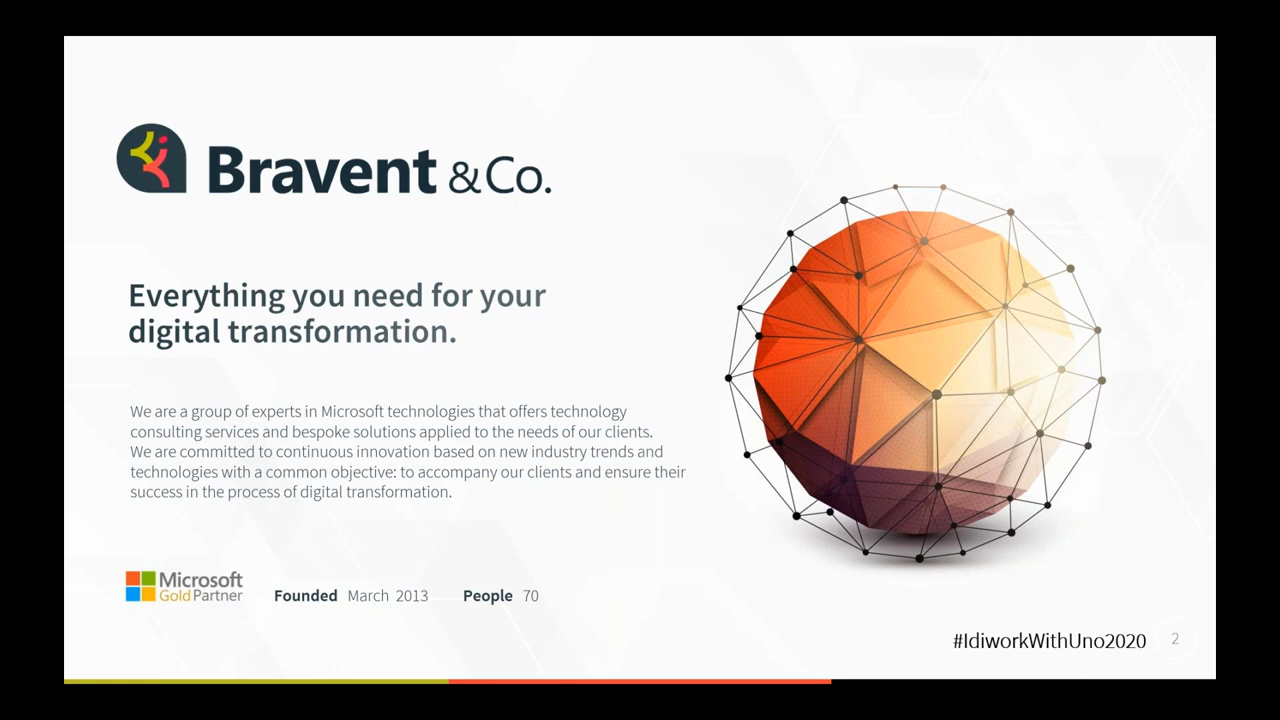 Bravent & Co.
Everything you need for your
digital transformation.
We are a group of experts in Microsoft technologies that offers technology
consulting services and bespoke solutions applied to the needs of our clients.
We are committed to continuous innovation based on new industry trends and
technologies with a common objective: to accompany our clients and ensure their
success in the process of digital transformation.
Microsoft
Gold Partner
Founded March 2013 People 70
#IdiworkWithUno2020 2